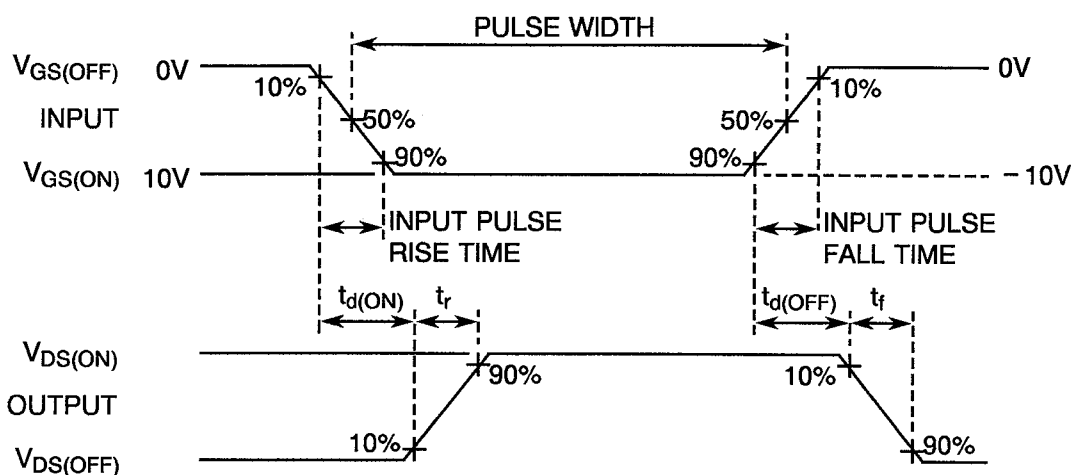 PULSE WIDTH
V_GS(OFF) 0V 0V
10% 10%
INPUT 50% 50%
90% 90%
V_GS(ON) 10V −10V
INPUT PULSE INPUT PULSE
RISE TIME FALL TIME
t_d(ON) t_r t_d(OFF) t_f
V_DS(ON)
90% 10%
OUTPUT
10% 90%
V_DS(OFF)